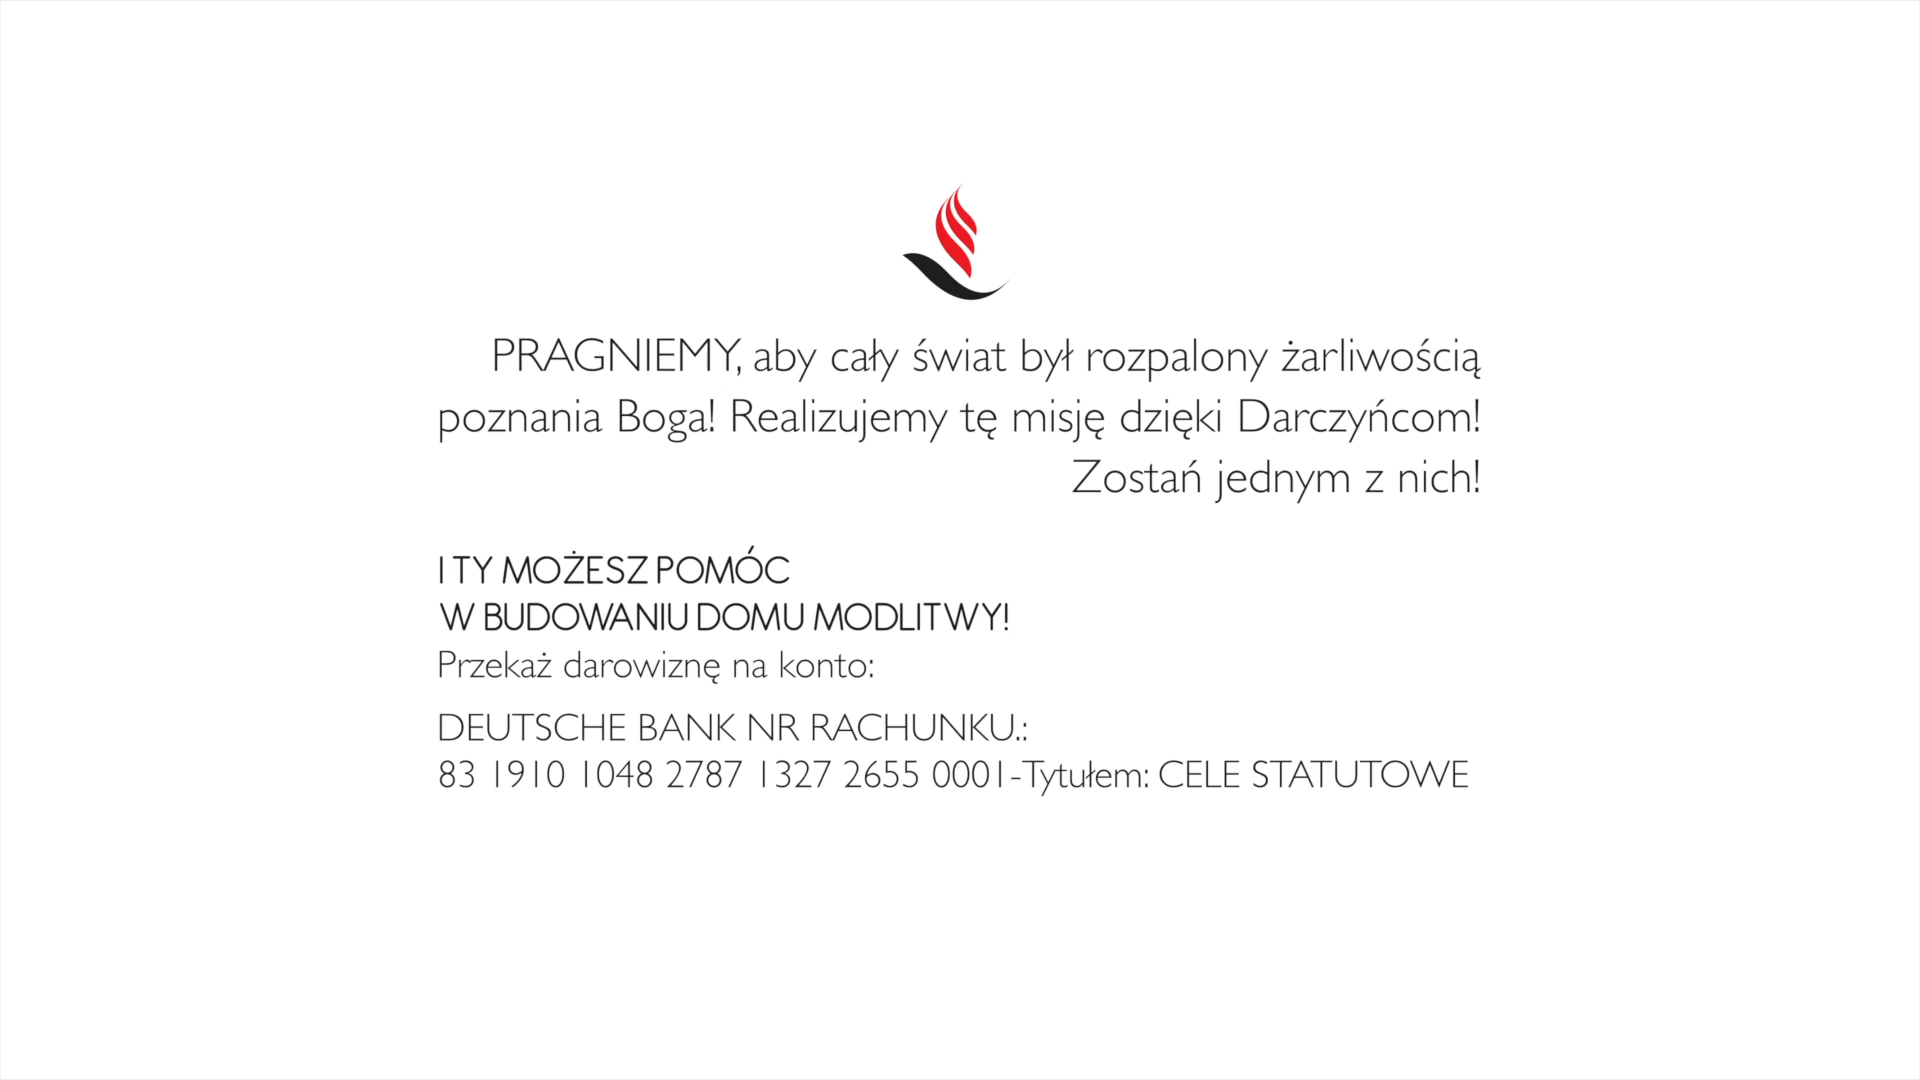 PRAGNIEMY, aby cały świat był rozpalony żarliwością
poznania Boga! Realizujemy tę misję dzięki Darczyńcom!
Zostań jednym z nich!
I TY MOŻESZ POMÓC
W BUDOWANIU DOMU MODLITWY!
Przekaż darowiznę na konto:
DEUTSCHE BANK NR RACHUNKU.:
83 1910 1048 2787 1327 2655 0001-Tytułem: CELE STATUTOWE